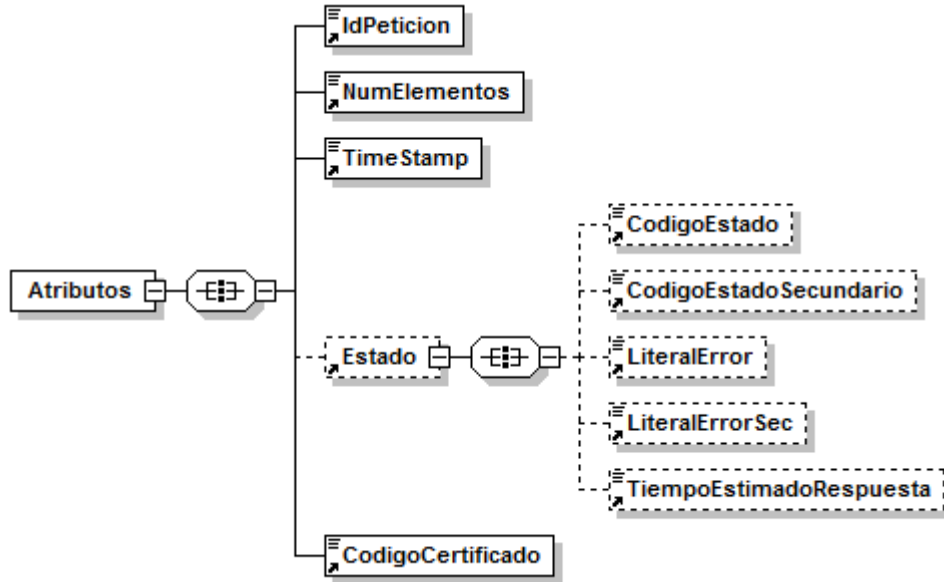 IdPeticion
NumElementos
TimeStamp
CodigoEstado
CodigoEstadoSecundario
Atributos
Estado
LiteralError
LiteralErrorSec
TiempoEstimadoRespuesta
CodigoCertificado